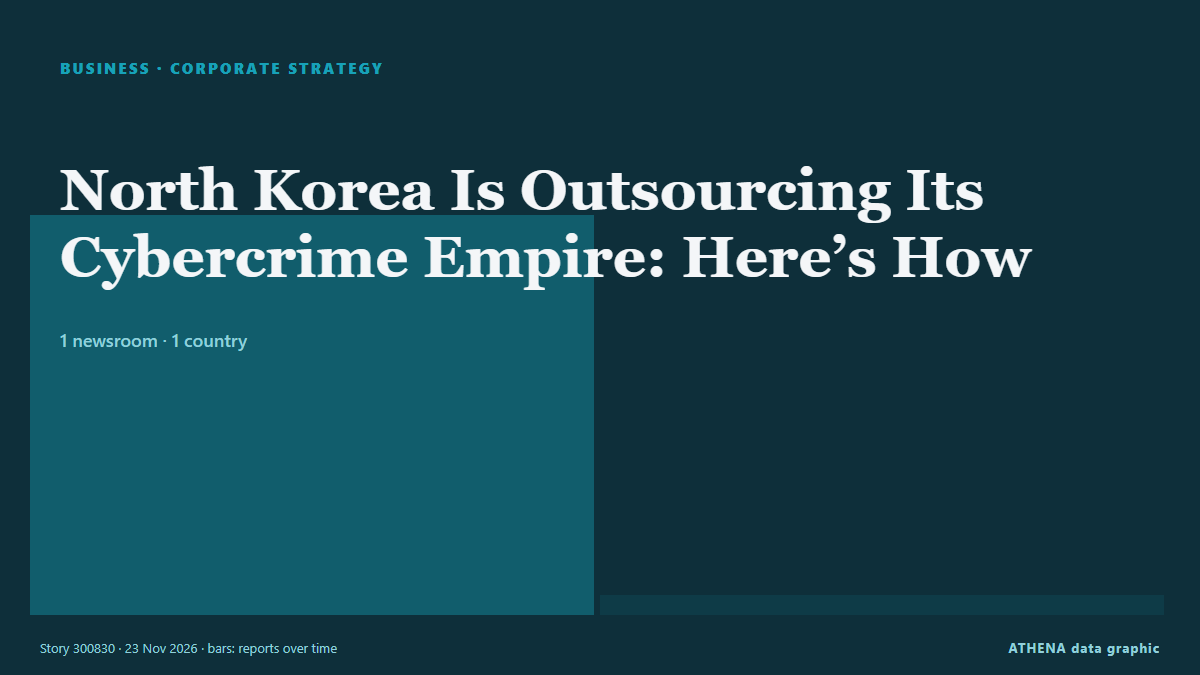 BUSINESS · CORPORATE STRATEGY
North Korea Is Outsourcing Its
Cybercrime Empire: Here’s How
1 newsroom · 1 country
Story 300830 · 23 Nov 2026 · bars: reports over time
ATHENA data graphic